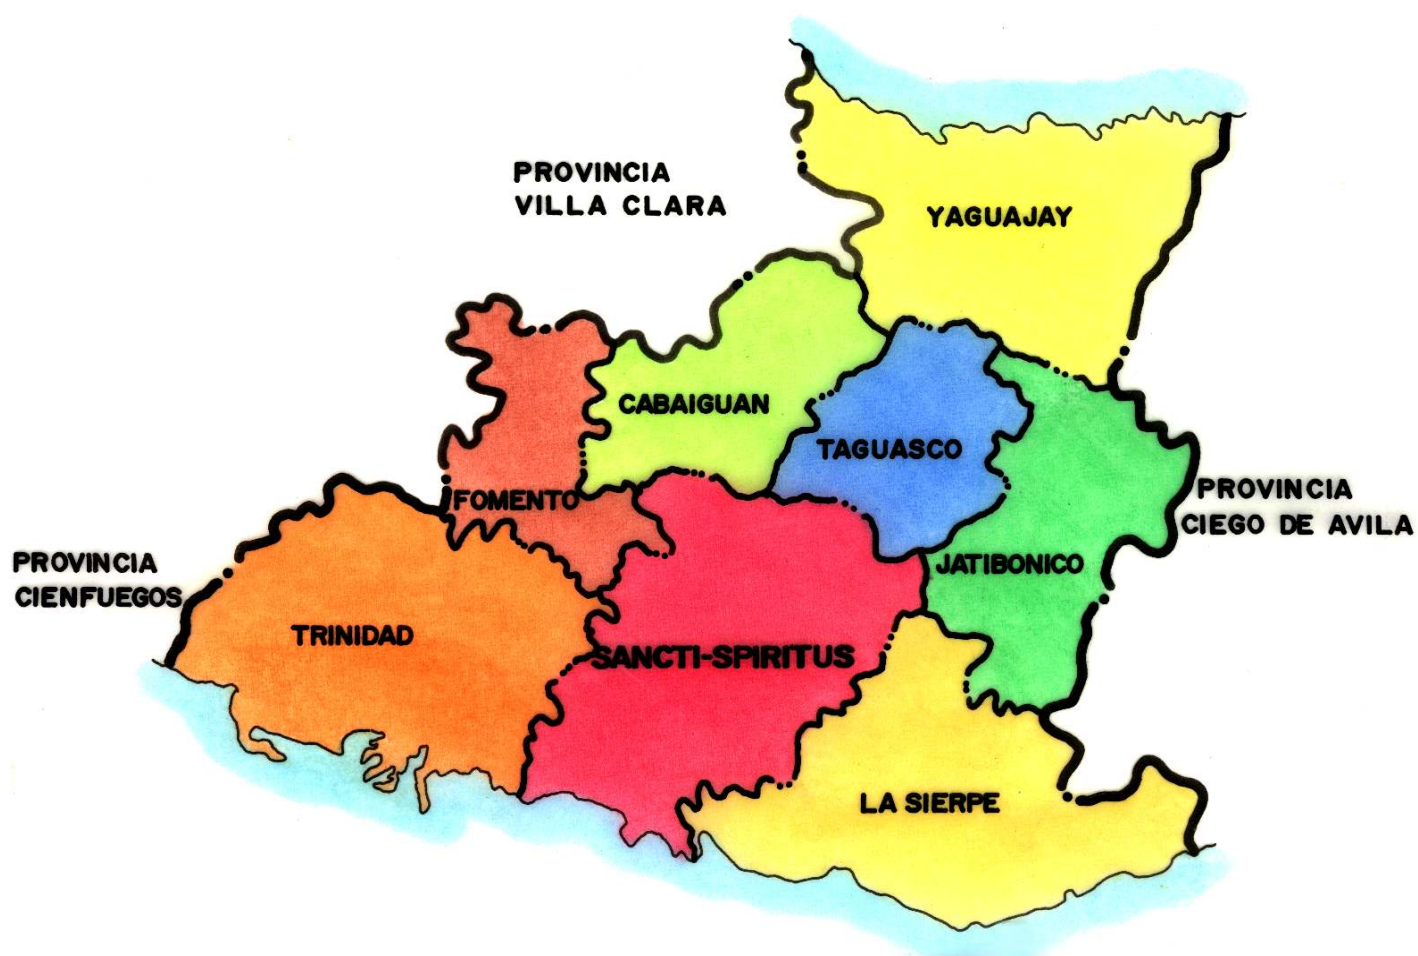 PROVINCIA
VILLA CLARA
YAGUAJAY
CABAIGUAN
TAGUASCO
FOMENTO
PROVINCIA
CIEGO DE AVILA
PROVINCIA
CIENFUEGOS
JATIBONICO
TRINIDAD
SANCTI-SPIRITUS
LA SIERPE